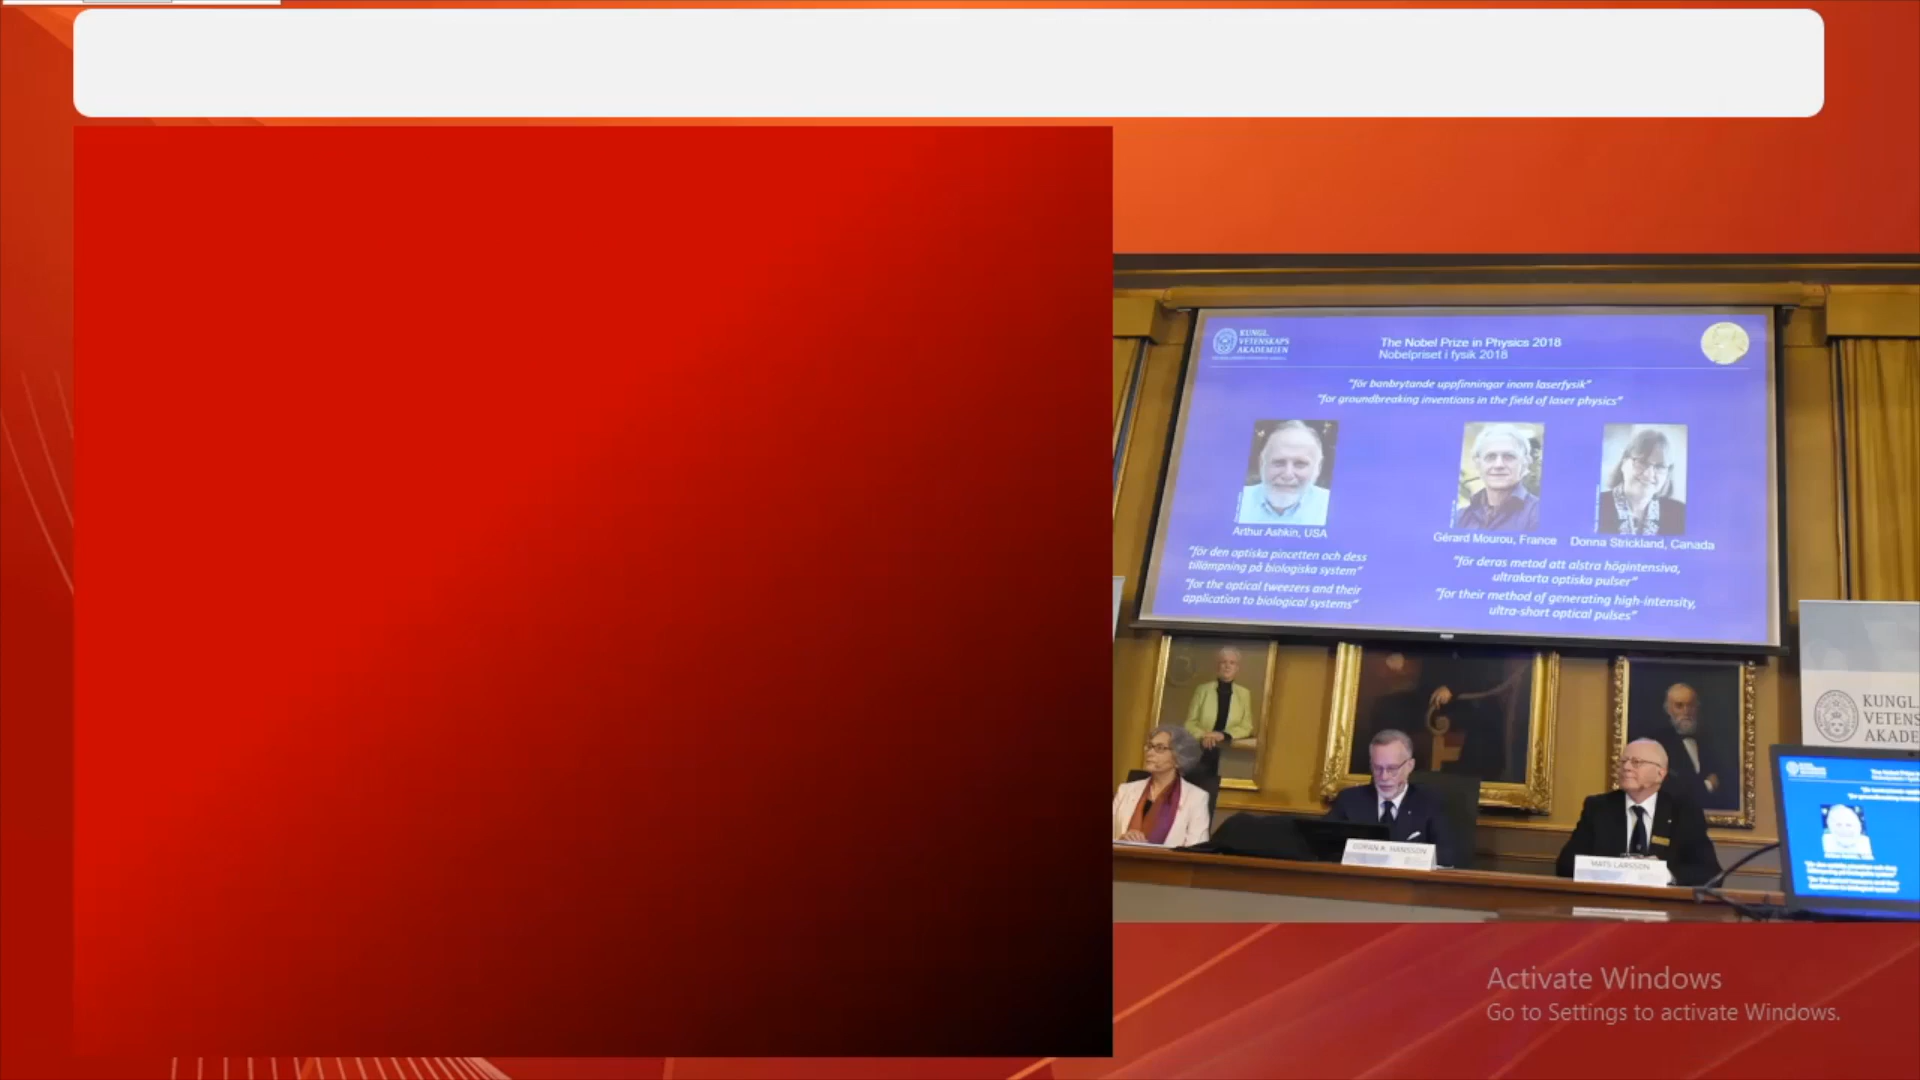 KUNGL.
VETENSKAPS
AKADEMIEN
The Nobel Prize in Physics 2018
Nobelpriset i fysik 2018
"för banbrytande uppfinningar inom laserfysik"
"for groundbreaking inventions in the field of laser physics"
Arthur Ashkin, USA
Gérard Mourou, France
Donna Strickland, Canada
"för den optiska pincetten och dess
tillämpning på biologiska system"
"for the optical tweezers and their
application to biological systems"
"för deras metod att alstra högintensiva,
ultrakorta optiska pulser"
"for their method of generating high-intensity,
ultra-short optical pulses"
KUNGL.
VETENS
AKADE
GÖRAN K. HANSSON
MATS LARSSON
Activate Windows
Go to Settings to activate Windows.